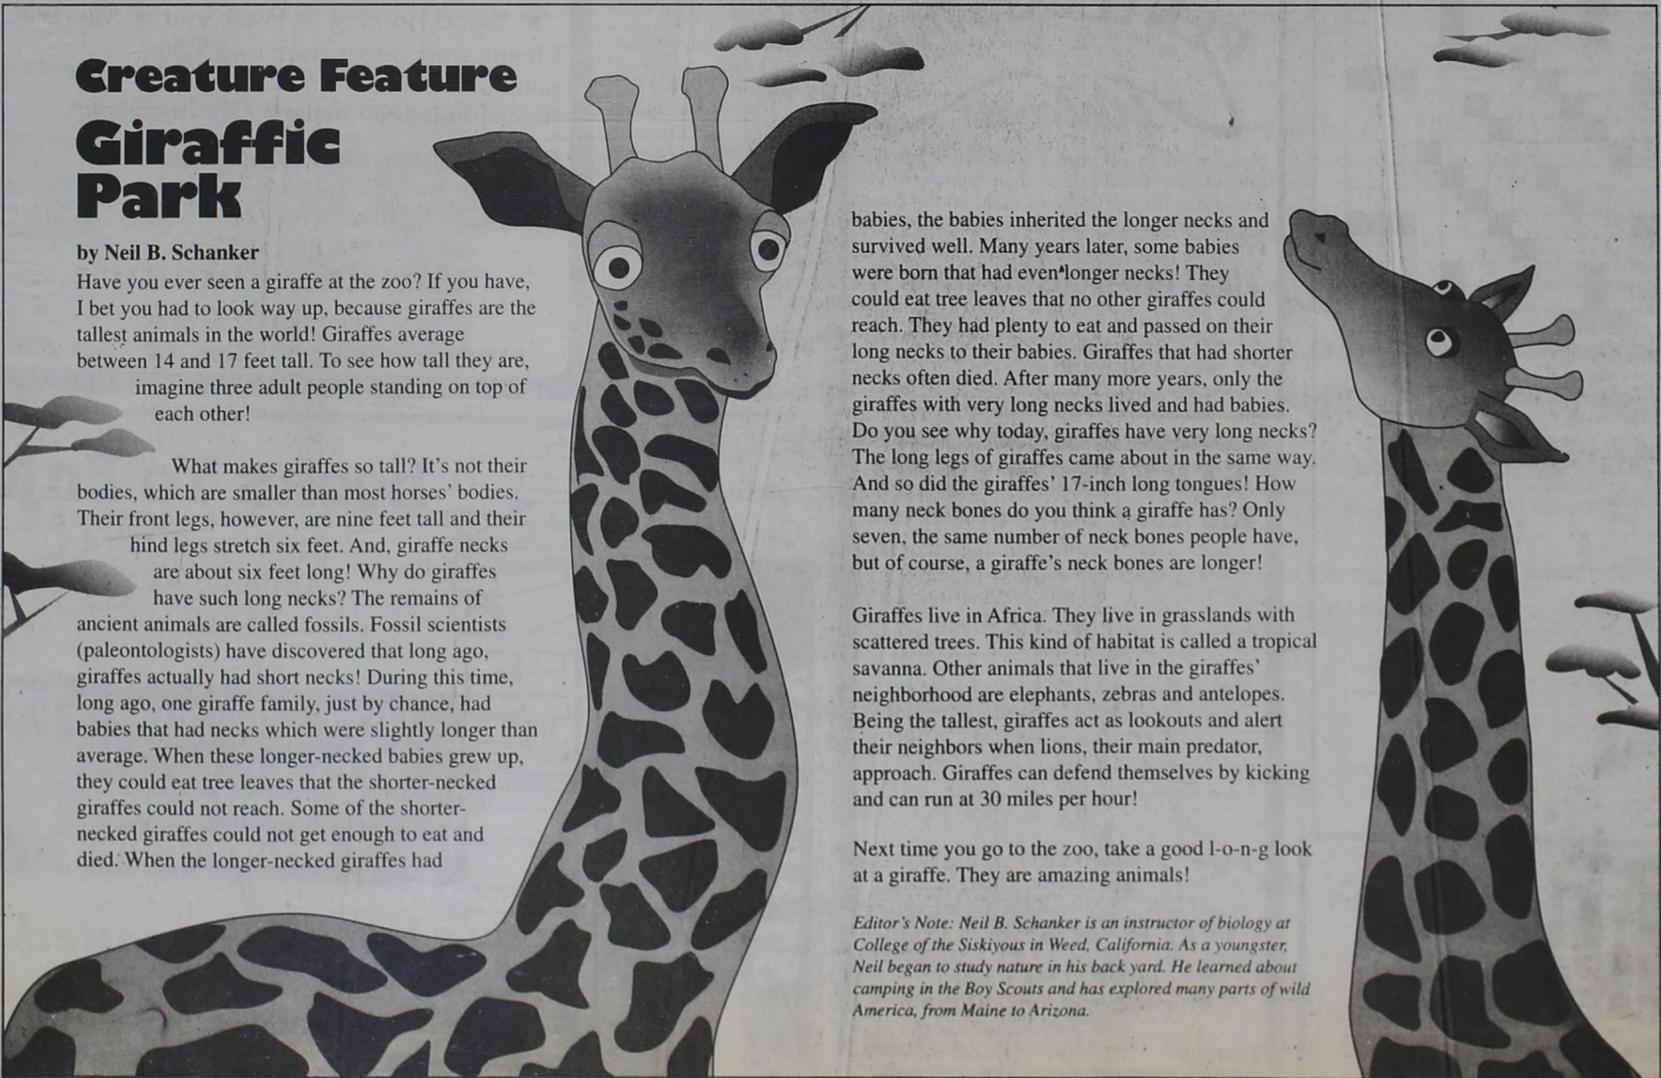 Creature Feature
Giraffic
Park
by Neil B. Schanker
Have you ever seen a giraffe at the zoo? If you have,
I bet you had to look way up, because giraffes are the
tallest animals in the world! Giraffes average
between 14 and 17 feet tall. To see how tall they are,
imagine three adult people standing on top of
each other!
What makes giraffes so tall? It's not their
bodies, which are smaller than most horses' bodies.
Their front legs, however, are nine feet tall and their
hind legs stretch six feet. And, giraffe necks
are about six feet long! Why do giraffes
have such long necks? The remains of
ancient animals are called fossils. Fossil scientists
(paleontologists) have discovered that long ago,
giraffes actually had short necks! During this time,
long ago, one giraffe family, just by chance, had
babies that had necks which were slightly longer than
average. When these longer-necked babies grew up,
they could eat tree leaves that the shorter-necked
giraffes could not reach. Some of the shorter-
necked giraffes could not get enough to eat and
died. When the longer-necked giraffes had
babies, the babies inherited the longer necks and
survived well. Many years later, some babies
were born that had even longer necks! They
could eat tree leaves that no other giraffes could
reach. They had plenty to eat and passed on their
long necks to their babies. Giraffes that had shorter
necks often died. After many more years, only the
giraffes with very long necks lived and had babies.
Do you see why today, giraffes have very long necks?
The long legs of giraffes came about in the same way.
And so did the giraffes' 17-inch long tongues! How
many neck bones do you think a giraffe has? Only
seven, the same number of neck bones people have,
but of course, a giraffe's neck bones are longer!
Giraffes live in Africa. They live in grasslands with
scattered trees. This kind of habitat is called a tropical
savanna. Other animals that live in the giraffes'
neighborhood are elephants, zebras and antelopes.
Being the tallest, giraffes act as lookouts and alert
their neighbors when lions, their main predator,
approach. Giraffes can defend themselves by kicking
and can run at 30 miles per hour!
Next time you go to the zoo, take a good l-o-n-g look
at a giraffe. They are amazing animals!
Editor's Note: Neil B. Schanker is an instructor of biology at
College of the Siskiyous in Weed, California. As a youngster,
Neil began to study nature in his back yard. He learned about
camping in the Boy Scouts and has explored many parts of wild
America, from Maine to Arizona.